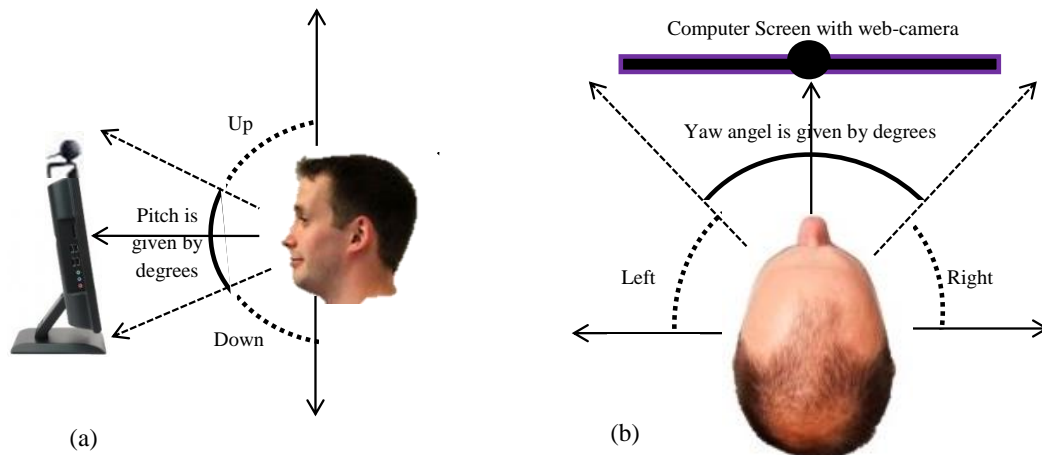 Up
Pitch is
given by
degrees
Down
(a)
Computer Screen with web-camera
Yaw angel is given by degrees
Left
Right
(b)